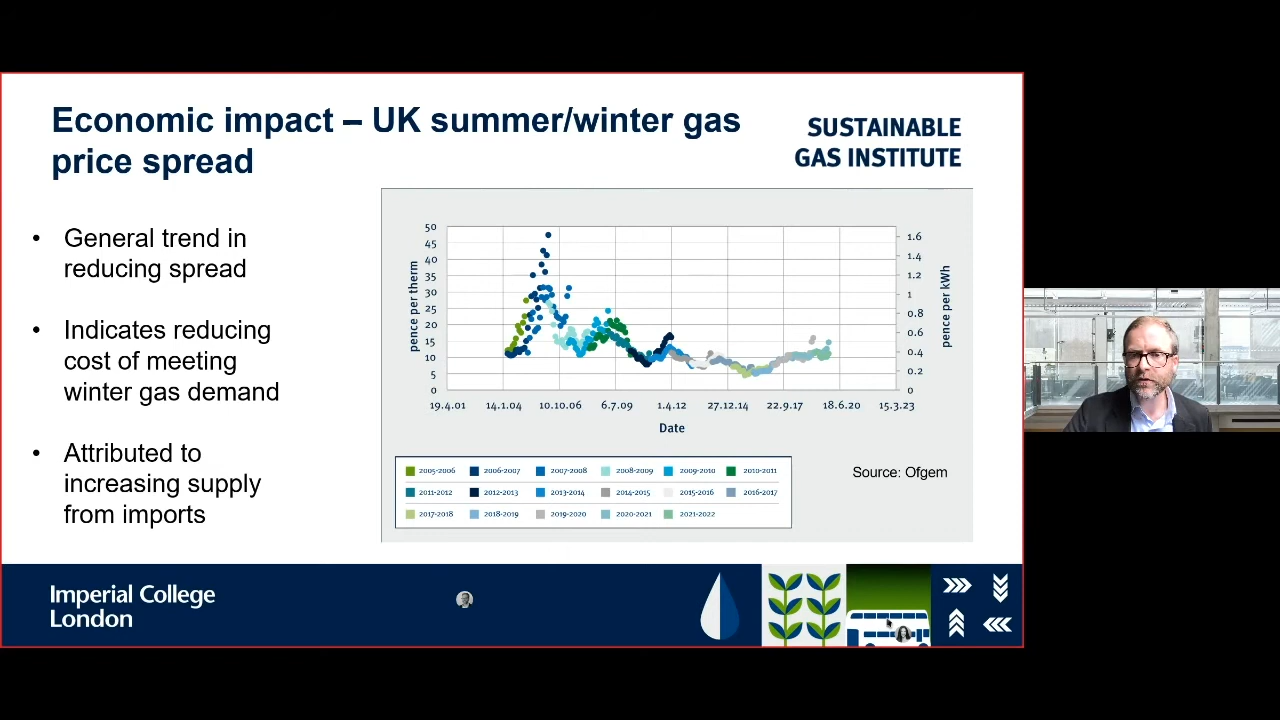 Economic impact – UK summer/winter gas
price spread
SUSTAINABLE
GAS INSTITUTE
• General trend in
reducing spread
• Indicates reducing
cost of meeting
winter gas demand
• Attributed to
increasing supply
from imports
pence per therm
50
45
40
35
30
25
20
15
10
5
0
1.6
1.4
1.2
1
0.8
0.6
0.4
0.2
0
pence per kWh
19.4.01 14.1.04 10.10.06 6.7.09 1.4.12 27.12.14 22.9.17 18.6.20 15.3.23
Date
2005-2006 2006-2007 2007-2008 2008-2009 2009-2010 2010-2011
2011-2012 2012-2013 2013-2014 2014-2015 2015-2016 2016-2017
2017-2018 2018-2019 2019-2020 2020-2021 2021-2022
Source: Ofgem
Imperial College
London